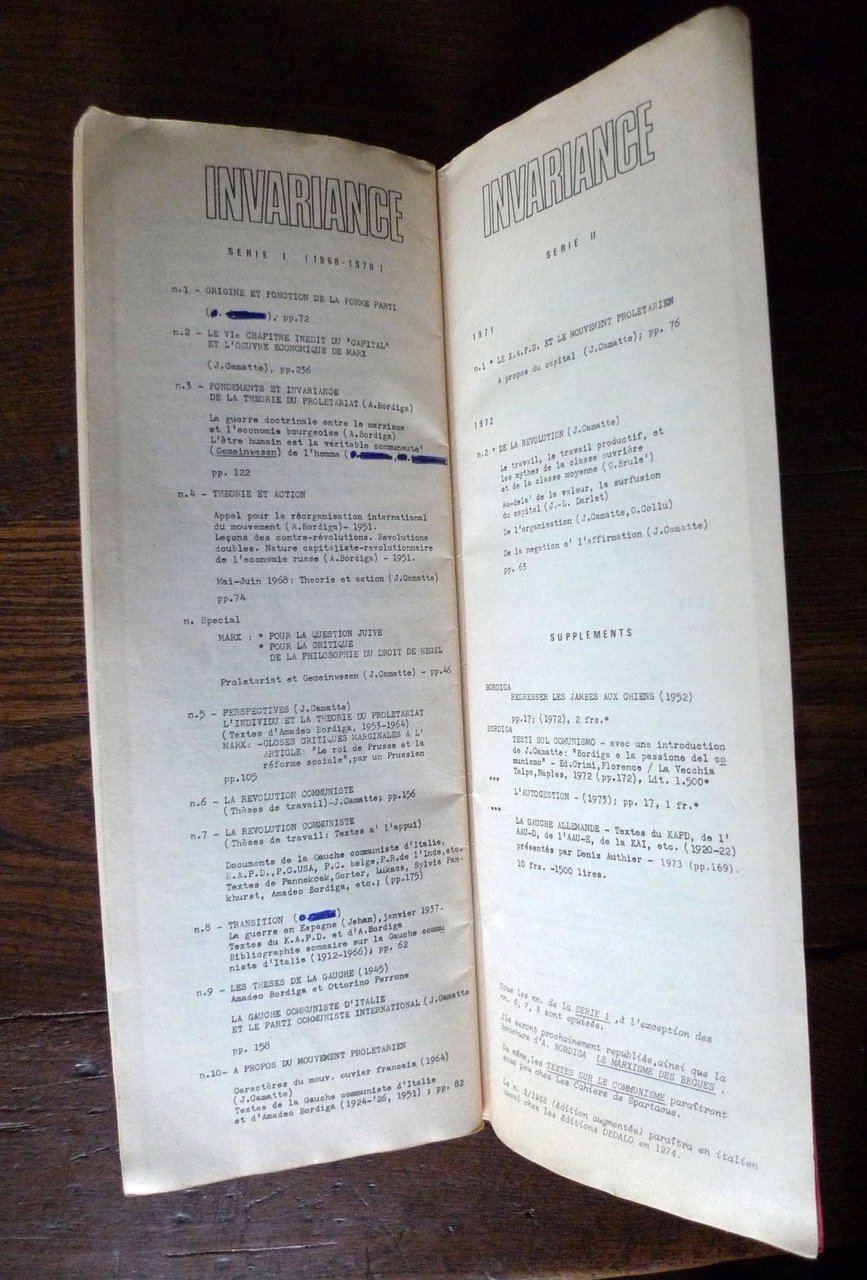 INVARIANCE
SERIE I (1968-1970)
n.1 - ORIGINE ET FONCTION DE LA FORME PARTI
), pp.72
n.2 - LE VIe CHAPITRE INEDIT DU "CAPITAL"
ET L'OEUVRE ECONOMIQUE DE MARX
(J.Camatte), pp.236
n.3 - FONDEMENTS ET INVARIANCE
DE LA THEORIE DU PROLETARIAT (A.Bordiga)
La guerre doctrinale entre le marxisme
et l'economie bourgeoise (A.Bordiga)
L'être humain est la véritable communaute'
(Gemeinwesen) de l'homme (
pp. 122
n.4 - THEORIE ET ACTION
Appel pour la réorganisation international
du mouvement (A.Bordiga)- 1951.
Leçons des contre-révolutions. Revolutions
doubles. Nature capitaliste-revolutionnaire
de l'economie russe (A.Bordiga) - 1951.
Mai-Juin 1968: Theorie et action (J.Camatte)
pp.74
n. Special
MARX : * POUR LA QUESTION JUIVE
* POUR LA CRITIQUE
DE LA PHILOSOPHIE DU DROIT DE HEGEL
Proletariat et Gemeinwesen (J.Camatte) - pp.46
n.5 - PERSPECTIVES (J.Camatte)
L'INDIVIDU ET LA THEORIE DU PROLETARIAT
(Textes d'Amadeo Bordiga, 1953-1964)
MARX: -GLOSES CRITIQUES MARGINALES A L'
ARTICLE: "Le roi de Prusse et la
réforme sociale",par un Prussien
pp.105
n.6 - LA REVOLUTION COMMUNISTE
(Thèses de travail)-J.Camatte; pp.156
n.7 - LA REVOLUTION COMMUNISTE
(Thèses de travail: Textes a' l'appui)
Documents de la Gauche communiste d'Italie,
K.A.P.D.,P.C.USA, P.C. belge,P.R.de l'Inde,etc.
Textes de Pannekoek,Gorter, Lukacs, Sylvia Pan-
khurst, Amadeo Bordiga, etc.; (pp.175)
n.8 - TRANSITION (
La guerre en Espagne (Jehan),janvier 1937.
Textes du K.A.P.D. et d'A.Bordiga
Bibliographie sommaire sur la Gauche commu
niste d'Italie (1912-1966); pp. 62
n.9 - LES THESES DE LA GAUCHE (1945)
Amadeo Bordiga et Ottorino Perrone
LA GAUCHE COMMUNISTE D'ITALIE
ET LE PARTI COMMUNISTE INTERNATIONAL (J.Camatte
pp. 158
n.10- A PROPOS DU MOUVEMENT PROLETARIEN
Caractères du mouv. ouvier francais (1964)
(J.Camatte)
Textes de la Gauche communiste d'Italie
et d'Amadeo Bordiga (1924-'26, 1951) ; pp. 82
INVARIANCE
SERIE II
1971
n.1 * LE K.A.P.D. ET LE MOUVEMENT PROLETARIEN
A propos du capital (J.Camatte); pp. 76
1972
n.2 * DE LA REVOLUTION (J.Camatte)
Le travail, le travail productif, et
les mythes de la classe ouvrière
et de la classe moyenne (G.Brule')
Au-dela' de la valeur, la surfusion
du capital (J.-L. Darlet)
De l'organisation (J.Camatte,G.Collu)
De la negation a' l'affirmation (J.Camatte)
pp. 63
SUPPLEMENTS
BORDIGA
REDRESSER LES JAMBES AUX CHIENS (1952)
pp.17; (1972), 2 frs.*
BORDIGA
TESTI SUL COMUNISMO - avec une introduction
de J.Camatte: "Bordiga e la passione del co
munismo" - Ed.Crimi,Florence / La Vecchia
Talpa,Naples, 1972 (pp.172), Lit. 1.500*
***
L'AUTOGESTION - (1973); pp. 17, 1 fr.*
***
LA GAUCHE ALLEMANDE - Textes du KAPD, de l'
AAU-D, de l'AAU-E, de la KAI, etc. (1920-22)
présentés par Denis Authier - 1973 (pp.169).
10 frs. -1500 lires.
Tous les nn. de la SERIE 1 ,à l'exception des
nn. 6, 7, 8 sont epuisés.
Ils seront prochainement republiés,ainsi que la
brochure d'A. BORDIGA LE MARXISME DES BEGUES .
De même,les TEXTES SUR LE COMMUNISME paraîtront
sous peu chez Les Cahiers de Spartacus.
Le n. 2/1968 (édition augmentée) paraîtra en italien
aussi chez les éditions DEDALO en 1974.